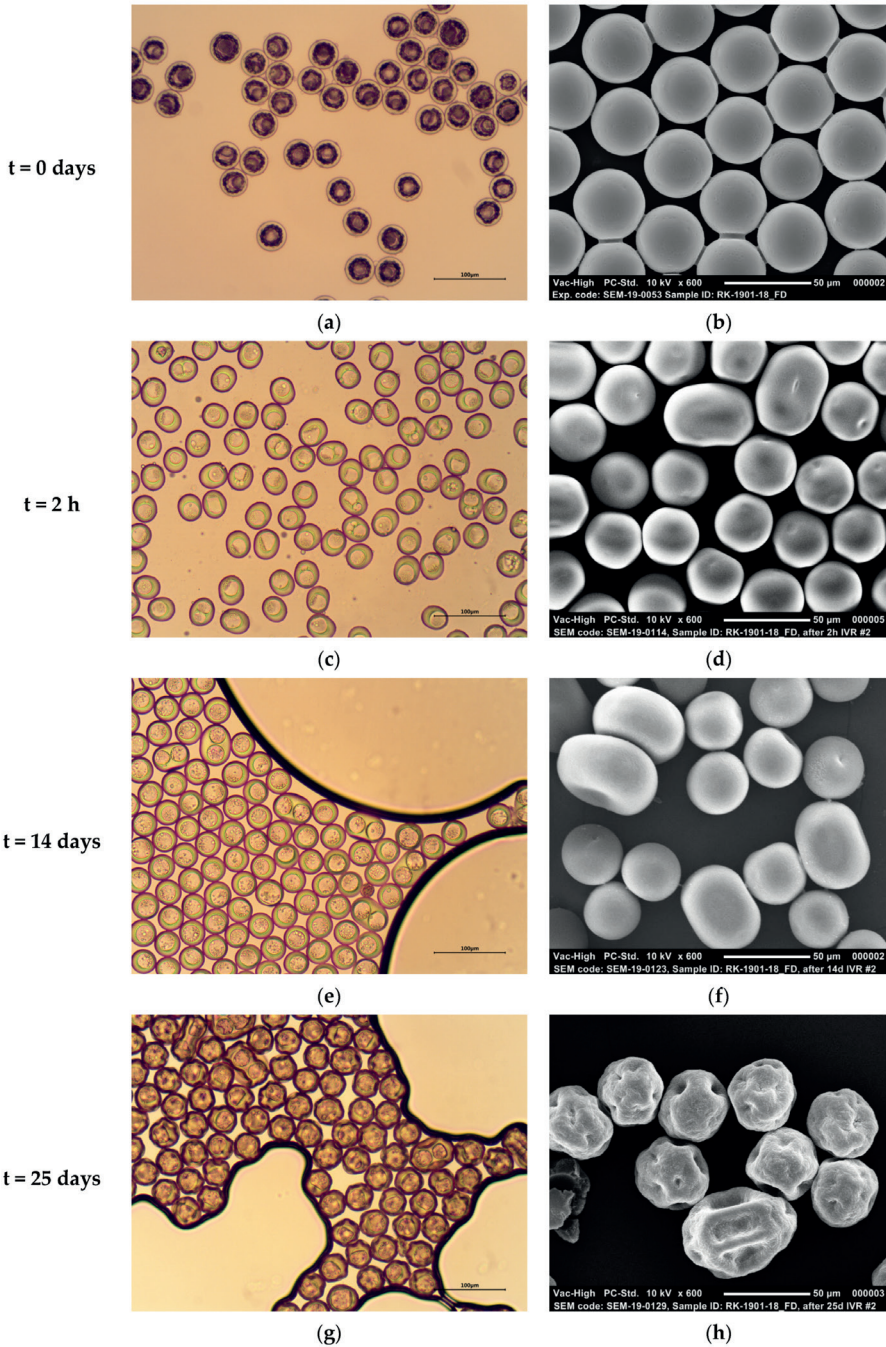 t = 0 days
100µm
Vac-High PC-Std. 10 kV x 600 50 µm 000002
Exp. code: SEM-19-0053 Sample ID: RK-1901-18_FD
(a)
(b)
t = 2 h
100µm
Vac-High PC-Std. 10 kV x 600 50 µm 000005
SEM code: SEM-19-0114, Sample ID: RK-1901-18_FD, after 2h IVR #2
(c)
(d)
t = 14 days
100µm
Vac-High PC-Std. 10 kV x 600 50 µm 000002
SEM code: SEM-19-0123, Sample ID: RK-1901-18_FD, after 14d IVR #2
(e)
(f)
t = 25 days
100µm
Vac-High PC-Std. 10 kV x 600 50 µm 000003
SEM code: SEM-19-0129, Sample ID: RK-1901-18_FD, after 25d IVR #2
(g)
(h)